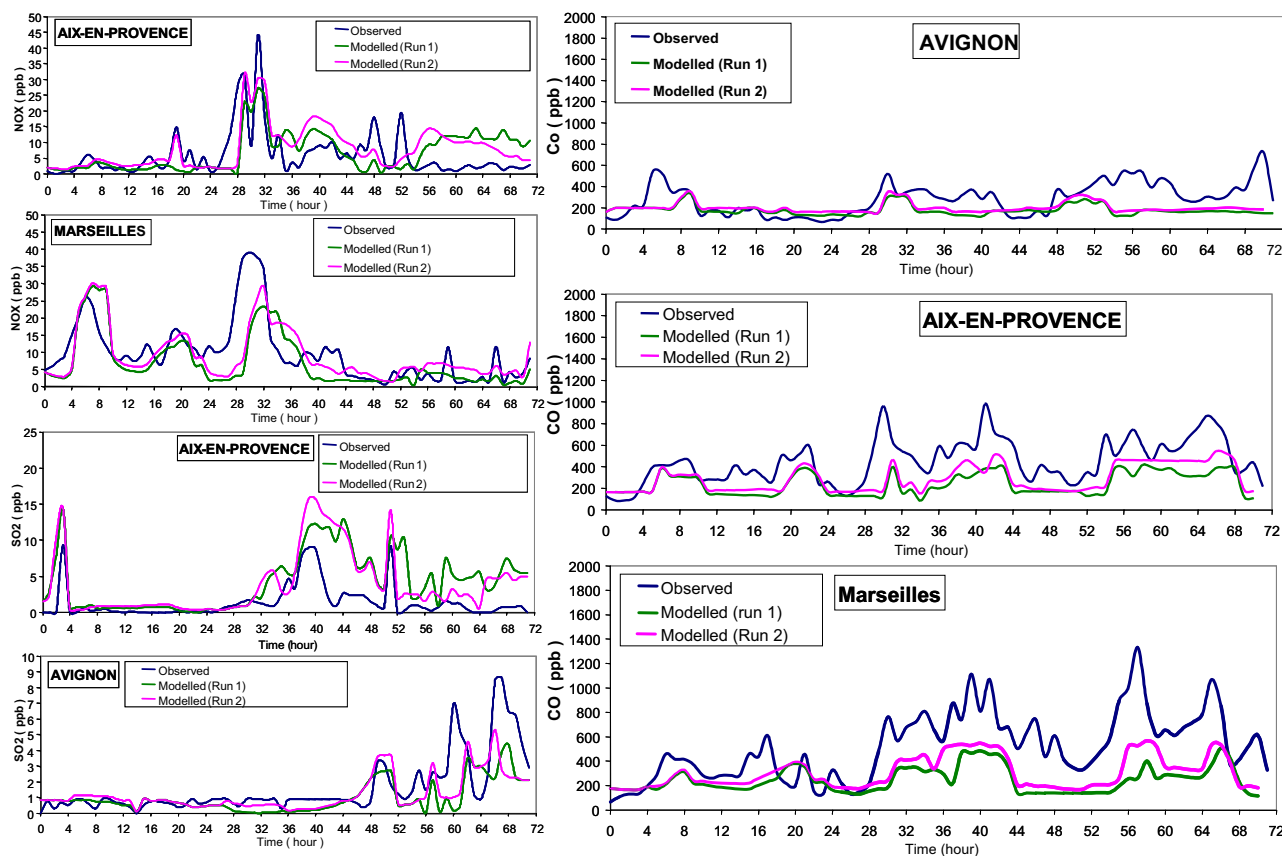 50
45
40
35
30
25
20
15
10
5
0
NOX ( ppb)
AIX-EN-PROVENCE
Observed
Modelled (Run 1)
Modelled (Run 2)
0 4 8 12 16 20 24 28 32 36 40 44 48 52 56 60 64 68 72
Time ( hour )
50
45
40
35
30
25
20
15
10
5
0
NOX ( ppb)
MARSEILLES
Observed
Modelled (Run 1)
Modelled (Run 2)
0 4 8 12 16 20 24 28 32 36 40 44 48 52 56 60 64 68 72
Time ( hour )
25
20
15
10
5
0
SO2 ( ppb)
AIX-EN-PROVENCE
Observed
Modelled (Run 1)
Modelled (Run 2)
0 4 8 12 16 20 24 28 32 36 40 44 48 52 56 60 64 68 72
Time (hour)
10
9
8
7
6
5
4
3
2
1
0
SO2 ( ppb)
AVIGNON
Observed
Modelled (Run 1)
Modelled (Run 2)
0 4 8 12 16 20 24 28 32 36 40 44 48 52 56 60 64 68 72
Time (hour)
2000
1800
1600
1400
1200
1000
800
600
400
200
0
Co ( ppb)
Observed
Modelled (Run 1)
Modelled (Run 2)
AVIGNON
0 4 8 12 16 20 24 28 32 36 40 44 48 52 56 60 64 68 72
Time (hour)
2000
1800
1600
1400
1200
1000
800
600
400
200
0
CO ( ppb)
Observed
Modelled (Run 1)
Modelled (Run 2)
AIX-EN-PROVENCE
0 4 8 12 16 20 24 28 32 36 40 44 48 52 56 60 64 68 72
Time (hour)
2000
1800
1600
1400
1200
1000
800
600
400
200
0
CO ( ppb)
Observed
Modelled (run 1)
Modelled (Run 2)
Marseilles
0 4 8 12 16 20 24 28 32 36 40 44 48 52 56 60 64 68 72
Time (hour)